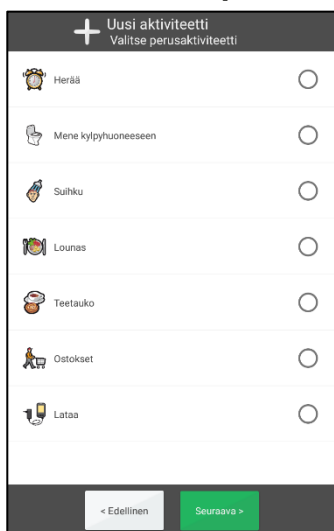 Uusi aktiviteetti
Valitse perusaktiviteetti
Herää
Mene kylpyhuoneeseen
Suihku
Lounas
Teetauko
Ostokset
Lataa
< Edellinen
Seuraava >